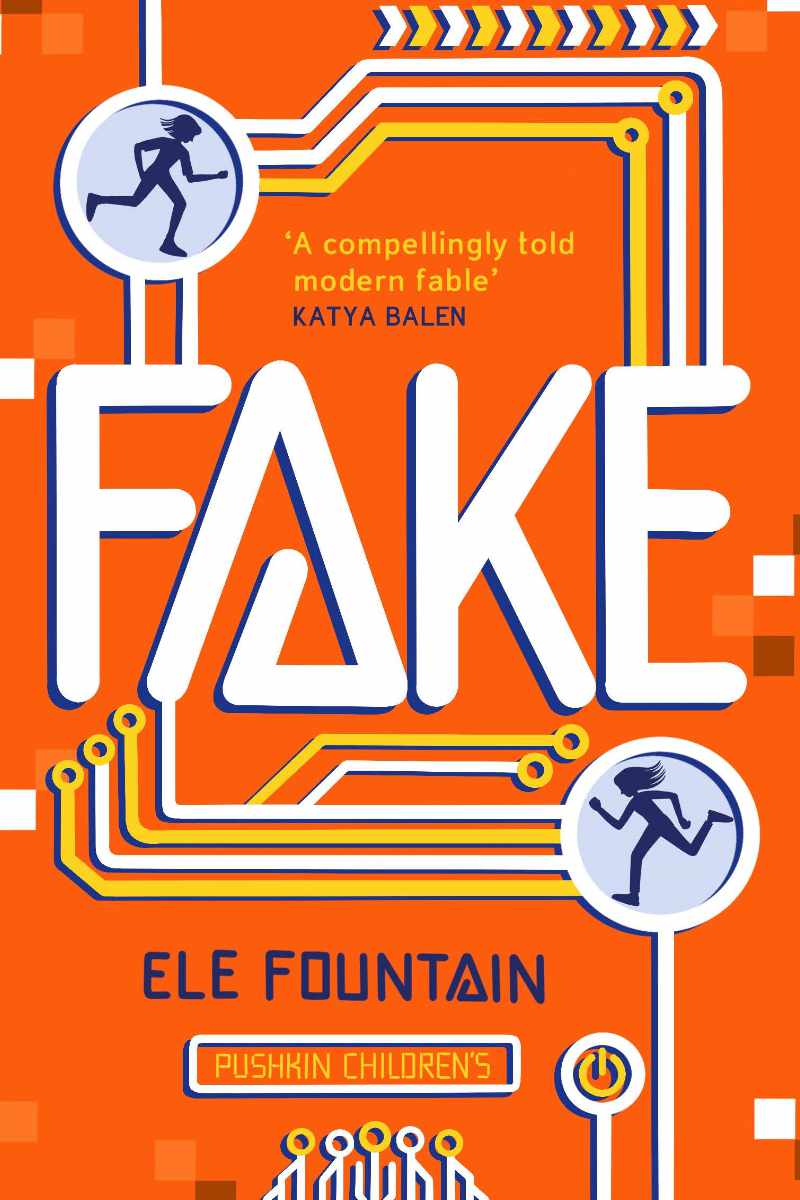 ‘A compellingly told
modern fable’
KATYA BALEN
FAKE
ELE FOUNTAIN
PUSHKIN CHILDREN'S